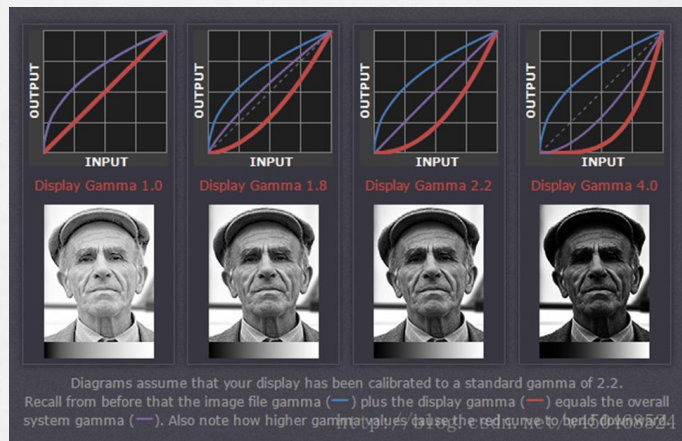 OUTPUT OUTPUT OUTPUT OUTPUT
INPUT INPUT INPUT INPUT
Display Gamma 1.0 Display Gamma 1.8 Display Gamma 2.2 Display Gamma 4.0
Diagrams assume that your display has been calibrated to a standard gamma of 2.2.
Recall from before that the image file gamma (—) plus the display gamma (—) equals the overall
system gamma (—). Also note how higher gamma values cause the red curve to bend downward.